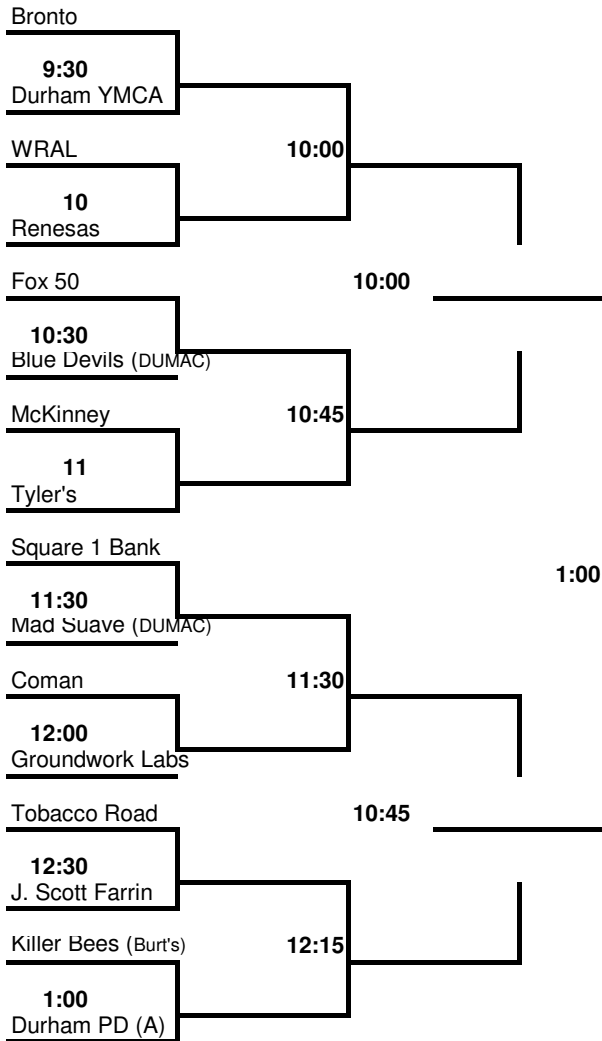 Bronto
9:30
Durham YMCA
WRAL
10:00
10
Renesas
Fox 50
10:00
10:30
Blue Devils (DUMAC)
McKinney
10:45
11
Tyler's
Square 1 Bank
1:00
11:30
Mad Suave (DUMAC)
Coman
11:30
12:00
Groundwork Labs
Tobacco Road
10:45
12:30
J. Scott Farrin
Killer Bees (Burt's)
12:15
1:00
Durham PD (A)